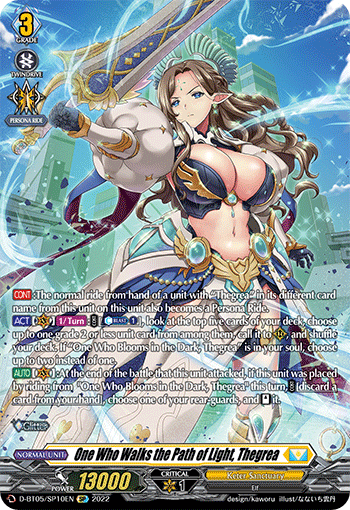 3
GRADE
TWINDRIVE
PERSONA RIDE
CONT:The normal ride from hand of a unit with "Thegrea" in its different card
name from this unit on this unit also becomes a Persona Ride.
ACT 1/Turn: BLAST 1, look at the top five cards of your deck, choose
up to one grade 2 or less unit card from among them, call it to, and shuffle
your deck. If "One Who Blooms in the Dark, Thegrea" is in your soul, choose
up to two instead of one.
AUTO:At the end of the battle that this unit attacked, if this unit was
placed by riding from "One Who Blooms in the Dark, Thegrea" this turn, [discard a
card from your hand], choose one of your rear-guards, and it.
NORMAL UNIT
One Who Walks the Path of Light, Thegrea
POWER 13000
CRITICAL
1
Keter Sanctuary
Elf
D-BT05/SP10EN SP 2022
design/kaworu illust/なないち雲丹